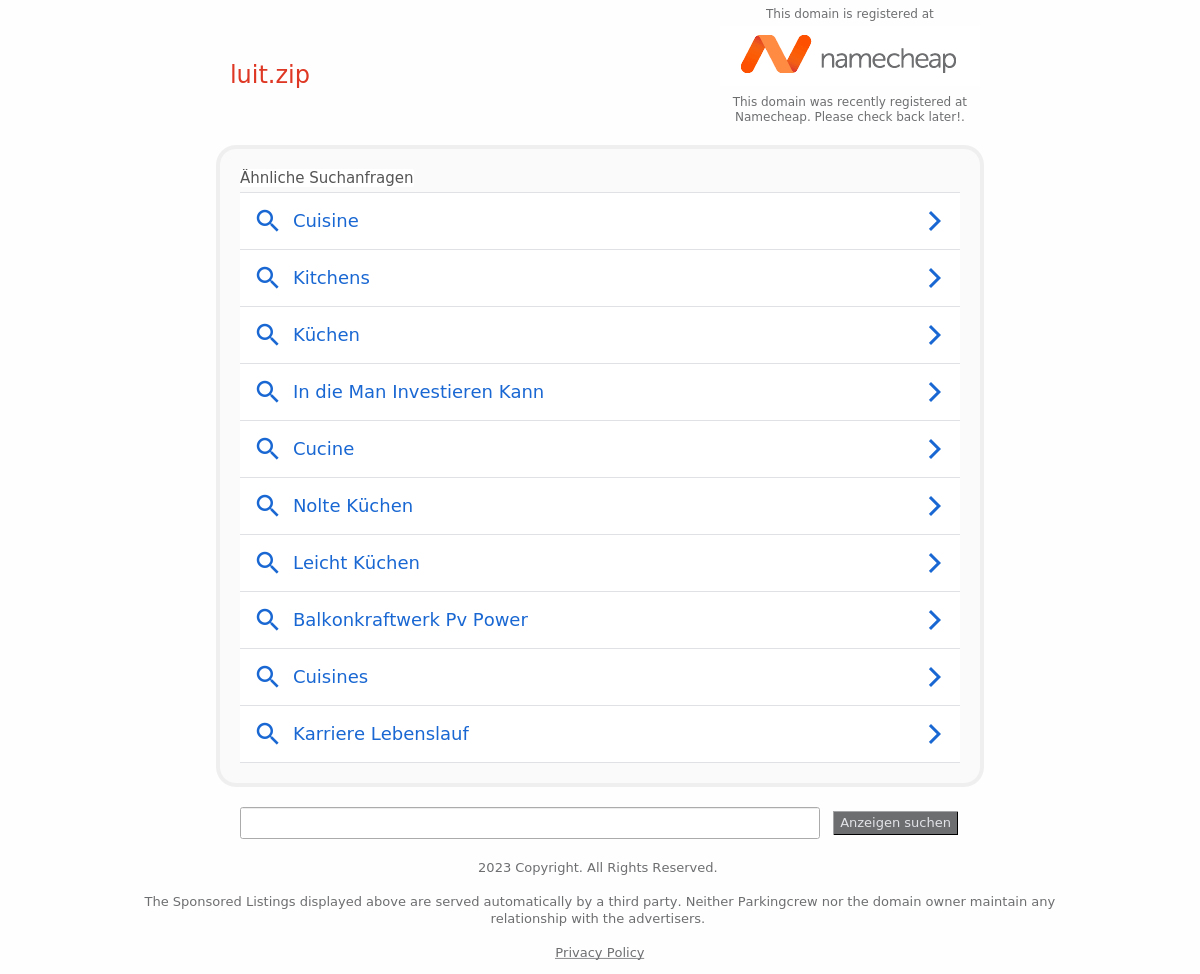 This domain is registered at
namecheap
luit.zip
This domain was recently registered at
Namecheap. Please check back later!.
Ähnliche Suchanfragen
Cuisine
Kitchens
Küchen
In die Man Investieren Kann
Cucine
Nolte Küchen
Leicht Küchen
Balkonkraftwerk Pv Power
Cuisines
Karriere Lebenslauf
Anzeigen suchen
2023 Copyright. All Rights Reserved.
The Sponsored Listings displayed above are served automatically by a third party. Neither Parkingcrew nor the domain owner maintain any
relationship with the advertisers.
Privacy Policy